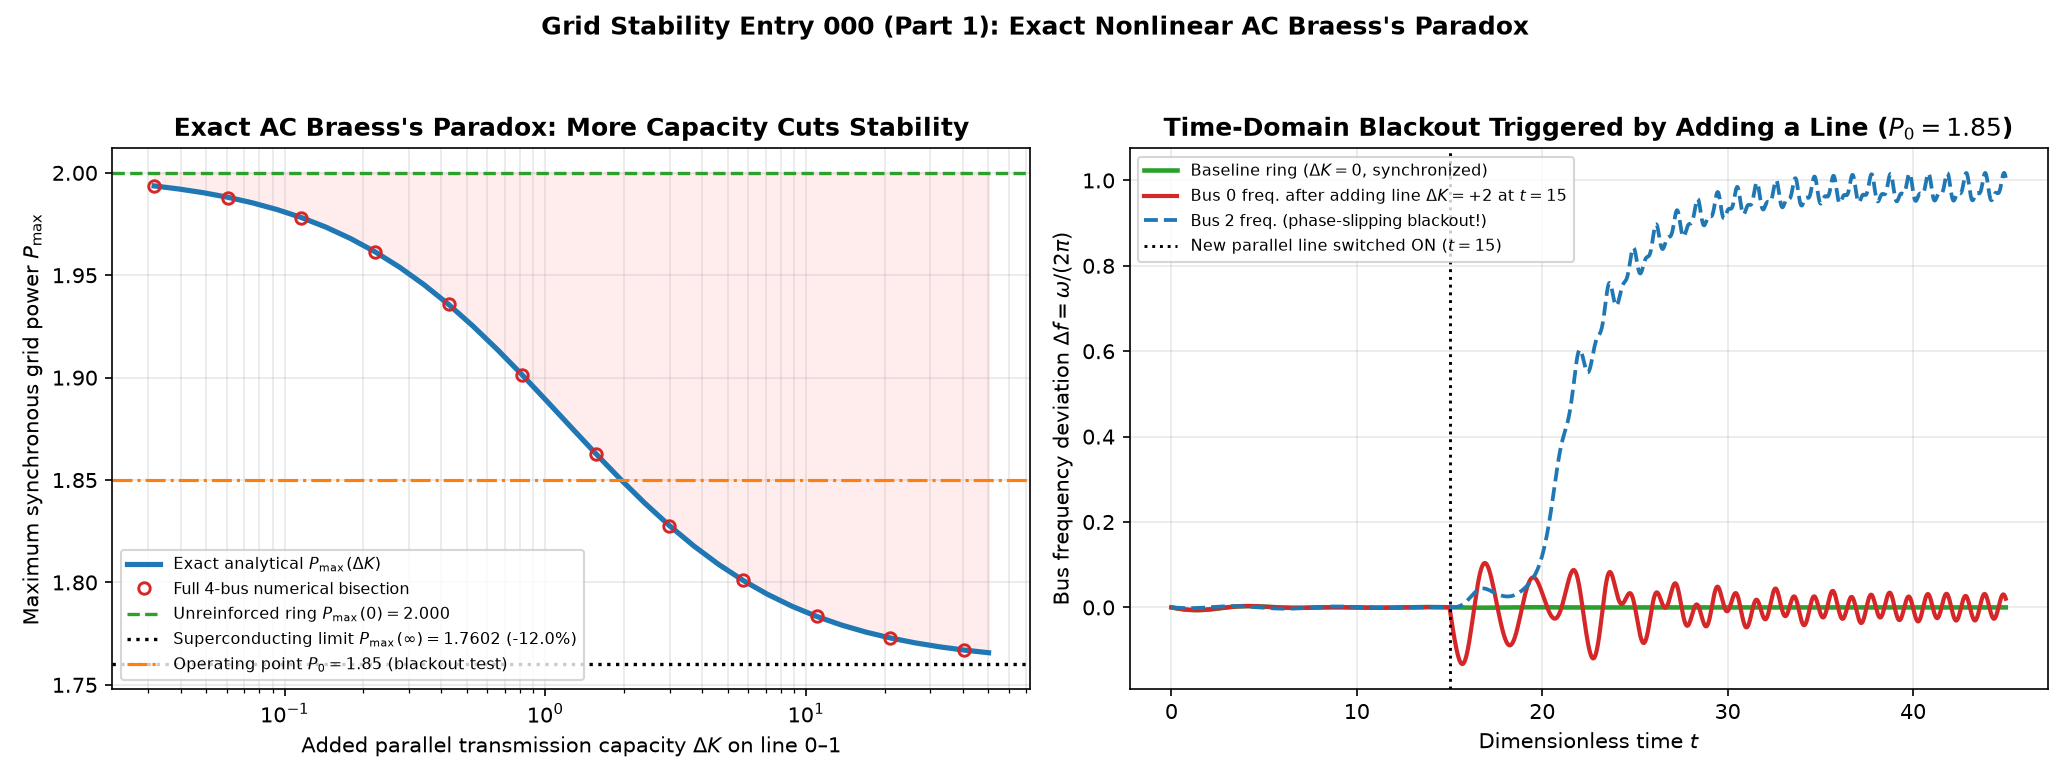 Grid Stability Entry 000 (Part 1): Exact Nonlinear AC Braess's Paradox
Exact AC Braess's Paradox: More Capacity Cuts Stability
Maximum synchronous grid power P_max
2.00
1.95
1.90
1.85
1.80
1.75
Exact analytical P_max(ΔK)
Full 4-bus numerical bisection
Unreinforced ring P_max(0) = 2.000
Superconducting limit P_max(∞) = 1.7602 (-12.0%)
Operating point P₀ = 1.85 (blackout test)
10⁻¹
10⁰
10¹
Added parallel transmission capacity ΔK on line 0–1
Time-Domain Blackout Triggered by Adding a Line (P₀ = 1.85)
Bus frequency deviation Δf = ω/(2π)
1.0
0.8
0.6
0.4
0.2
0.0
Baseline ring (ΔK = 0, synchronized)
Bus 0 freq. after adding line ΔK = +2 at t = 15
Bus 2 freq. (phase-slipping blackout!)
New parallel line switched ON (t = 15)
0
10
20
30
40
Dimensionless time t